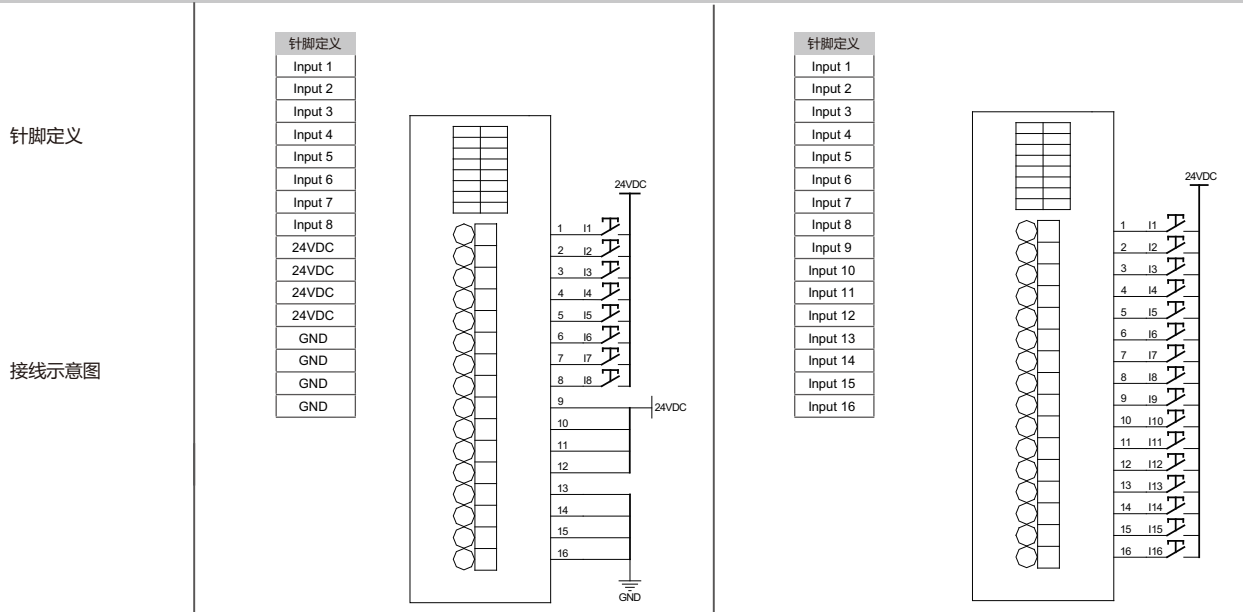 针脚定义
接线示意图
针脚定义
Input 1
Input 2
Input 3
Input 4
Input 5
Input 6
Input 7
Input 8
24VDC
24VDC
24VDC
24VDC
GND
GND
GND
GND
24VDC
1 I1
2 I2
3 I3
4 I4
5 I5
6 I6
7 I7
8 I8
9
24VDC
10
11
12
13
14
15
16
GND
针脚定义
Input 1
Input 2
Input 3
Input 4
Input 5
Input 6
Input 7
Input 8
Input 9
Input 10
Input 11
Input 12
Input 13
Input 14
Input 15
Input 16
24VDC
1 I1
2 I2
3 I3
4 I4
5 I5
6 I6
7 I7
8 I8
9 I9
10 I10
11 I11
12 I12
13 I13
14 I14
15 I15
16 I16